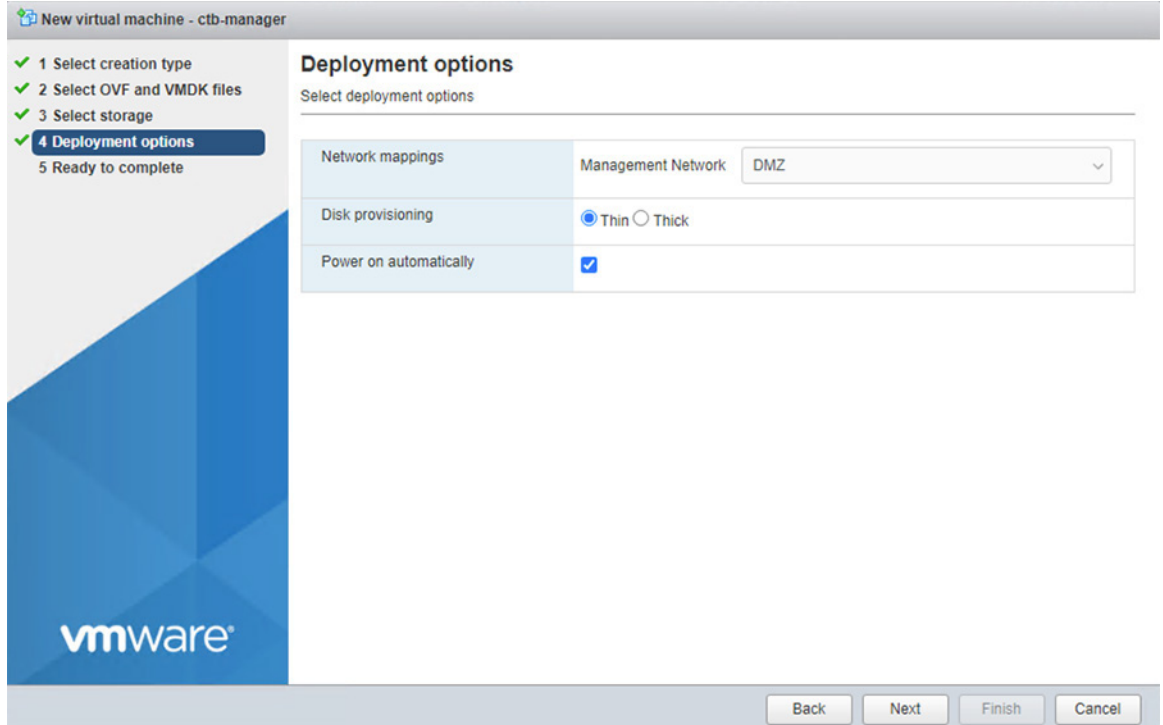 New virtual machine - ctb-manager
1 Select creation type
2 Select OVF and VMDK files
3 Select storage
4 Deployment options
5 Ready to complete
Deployment options
Select deployment options
Network mappings Management Network DMZ
Disk provisioning Thin Thick
Power on automatically
vmware®
Back Next Finish Cancel